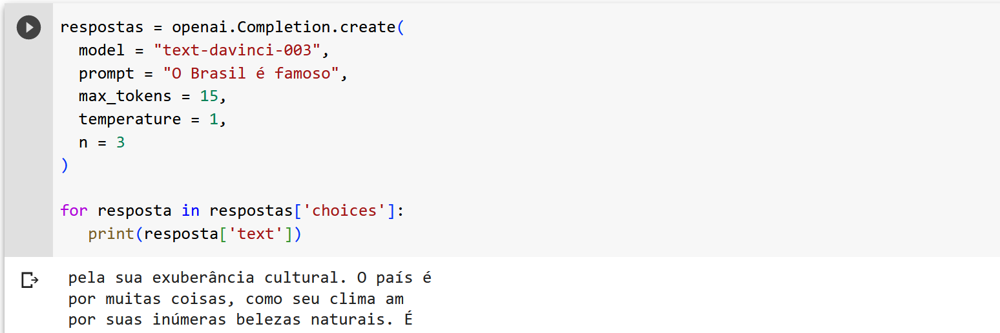 respostas = openai.Completion.create(
  model = "text-davinci-003",
  prompt = "O Brasil é famoso",
  max_tokens = 15,
  temperature = 1,
  n = 3
)
for resposta in respostas['choices']:
   print(resposta['text'])
pela sua exuberância cultural. O país é
por muitas coisas, como seu clima am
por suas inúmeras belezas naturais. É